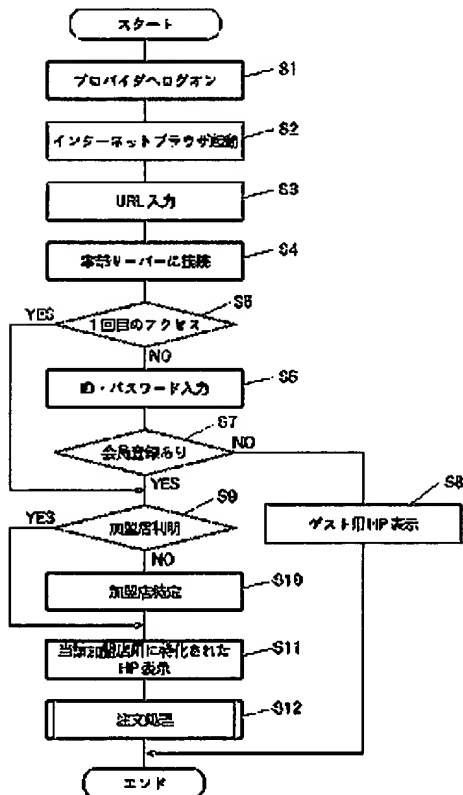 スタート
プロバイダへログオン
S1
インターネットブラウザ起動
S2
URL入力
S3
サーバーに接続
S4
1回目のアクセス
S5
YES
NO
ID・パスワード入力
S6
会員登録あり
S7
NO
YES
ゲスト用HP表示
S8
加盟店判明
S9
YES
NO
加盟店特定
S10
当該加盟店用に特化された
HP表示
S11
注文処理
S12
エンド